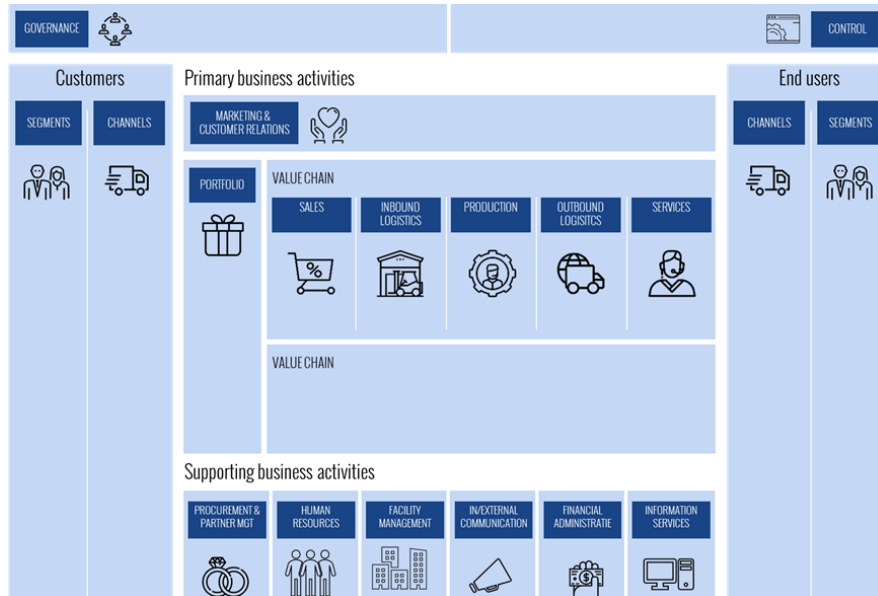 GOVERNANCE
CONTROL
Customers
Primary business activities
End users
SEGMENTS
CHANNELS
MARKETING &
CUSTOMER RELATIONS
CHANNELS
SEGMENTS
PORTFOLIO
VALUE CHAIN
SALES
INBOUND
LOGISTICS
PRODUCTION
OUTBOUND
LOGISITCS
SERVICES
%
VALUE CHAIN
Supporting business activities
PROCUREMENT &
PARTNER MGT
HUMAN
RESOURCES
FACILITY
MANAGEMENT
IN/EXTERNAL
COMMUNICATION
FINANCIAL
ADMINISTRATIE
INFORMATION
SERVICES
$